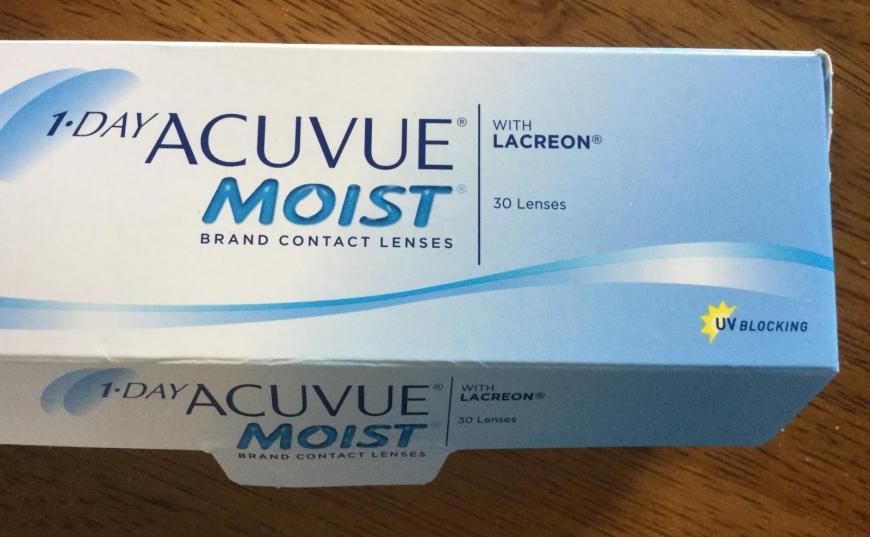 1·DAY ACUVUE®
MOIST®
BRAND CONTACT LENSES
WITH
LACREON®
30 Lenses
UV BLOCKING
1·DAY ACUVUE®
MOIST®
BRAND CONTACT LENSES
WITH
LACREON®
30 Lenses